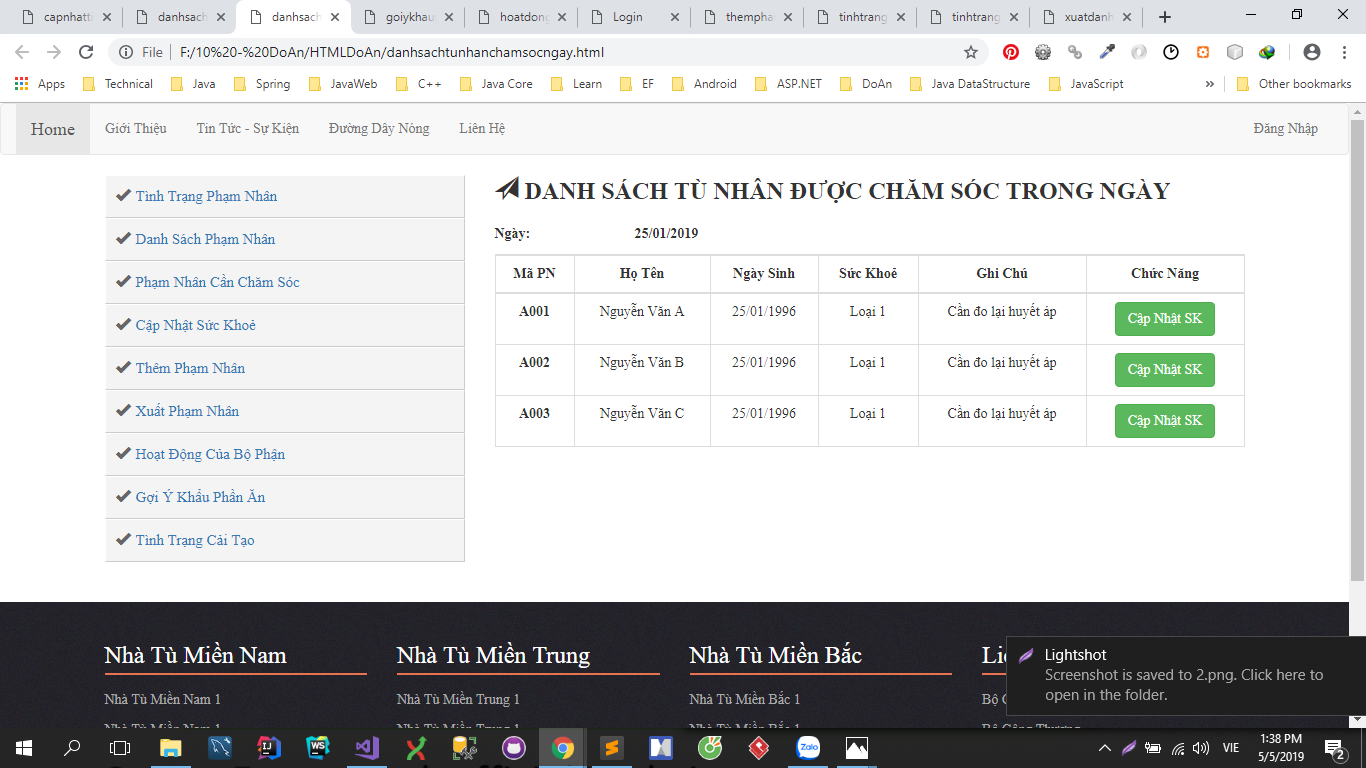 capnhattı danhsach danhsach goiykhau hoatdong Login thempha tinhtrang tinhtrang xuatdanh
File F:/10%20-%20DoAn/HTMLDoAn/danhsachtunhanchamsocngay.html
Apps Technical Java Spring JavaWeb C++ Java Core Learn EF Android ASP.NET DoAn Java DataStructure JavaScript » Other bookmarks
Home Giới Thiệu Tin Tức - Sự Kiện Đường Dây Nóng Liên Hệ Đăng Nhập
Tình Trạng Phạm Nhân
Danh Sách Phạm Nhân
Phạm Nhân Cần Chăm Sóc
Cập Nhật Sức Khoẻ
Thêm Phạm Nhân
Xuất Phạm Nhân
Hoạt Động Của Bộ Phận
Gợi Ý Khẩu Phần Ăn
Tình Trạng Cải Tạo
DANH SÁCH TÙ NHÂN ĐƯỢC CHĂM SÓC TRONG NGÀY
Ngày: 25/01/2019
Mã PN Họ Tên Ngày Sinh Sức Khoẻ Ghi Chú Chức Năng
A001 Nguyễn Văn A 25/01/1996 Loại 1 Cần đo lại huyết áp Cập Nhật SK
A002 Nguyễn Văn B 25/01/1996 Loại 1 Cần đo lại huyết áp Cập Nhật SK
A003 Nguyễn Văn C 25/01/1996 Loại 1 Cần đo lại huyết áp Cập Nhật SK
Nhà Tù Miền Nam Nhà Tù Miền Trung Nhà Tù Miền Bắc
Nhà Tù Miền Nam 1 Nhà Tù Miền Trung 1 Nhà Tù Miền Bắc 1
Nhà Tù Miền Nam 1 Nhà Tù Miền Trung 1 Nhà Tù Miền Bắc 1 Bộ Công Thương
Lightshot
Screenshot is saved to 2.png. Click here to
open in the folder.
VIE
1:38 PM
5/5/2019
2